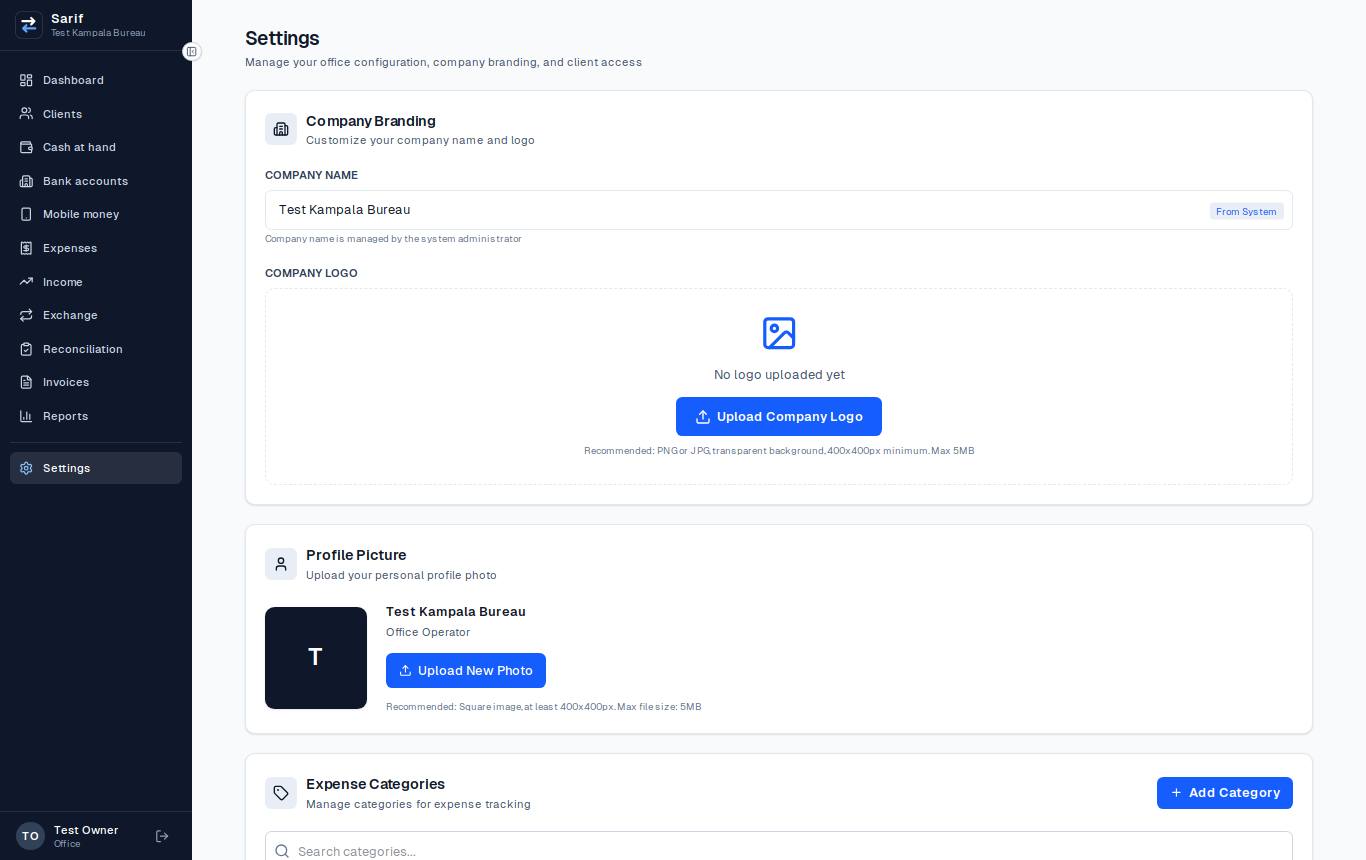 Sarif
Test Kampala Bureau
Dashboard
Clients
Cash at hand
Bank accounts
Mobile money
Expenses
Income
Exchange
Reconciliation
Invoices
Reports
Settings
TO
Test Owner
Office
Settings
Manage your office configuration, company branding, and client access
Company Branding
Customize your company name and logo
COMPANY NAME
Test Kampala Bureau
From System
Company name is managed by the system administrator
COMPANY LOGO
No logo uploaded yet
Upload Company Logo
Recommended: PNG or JPG, transparent background, 400x400px minimum. Max 5MB
Profile Picture
Upload your personal profile photo
T
Test Kampala Bureau
Office Operator
Upload New Photo
Recommended: Square image, at least 400x400px. Max file size: 5MB
Expense Categories
Manage categories for expense tracking
Add Category
Search categories...